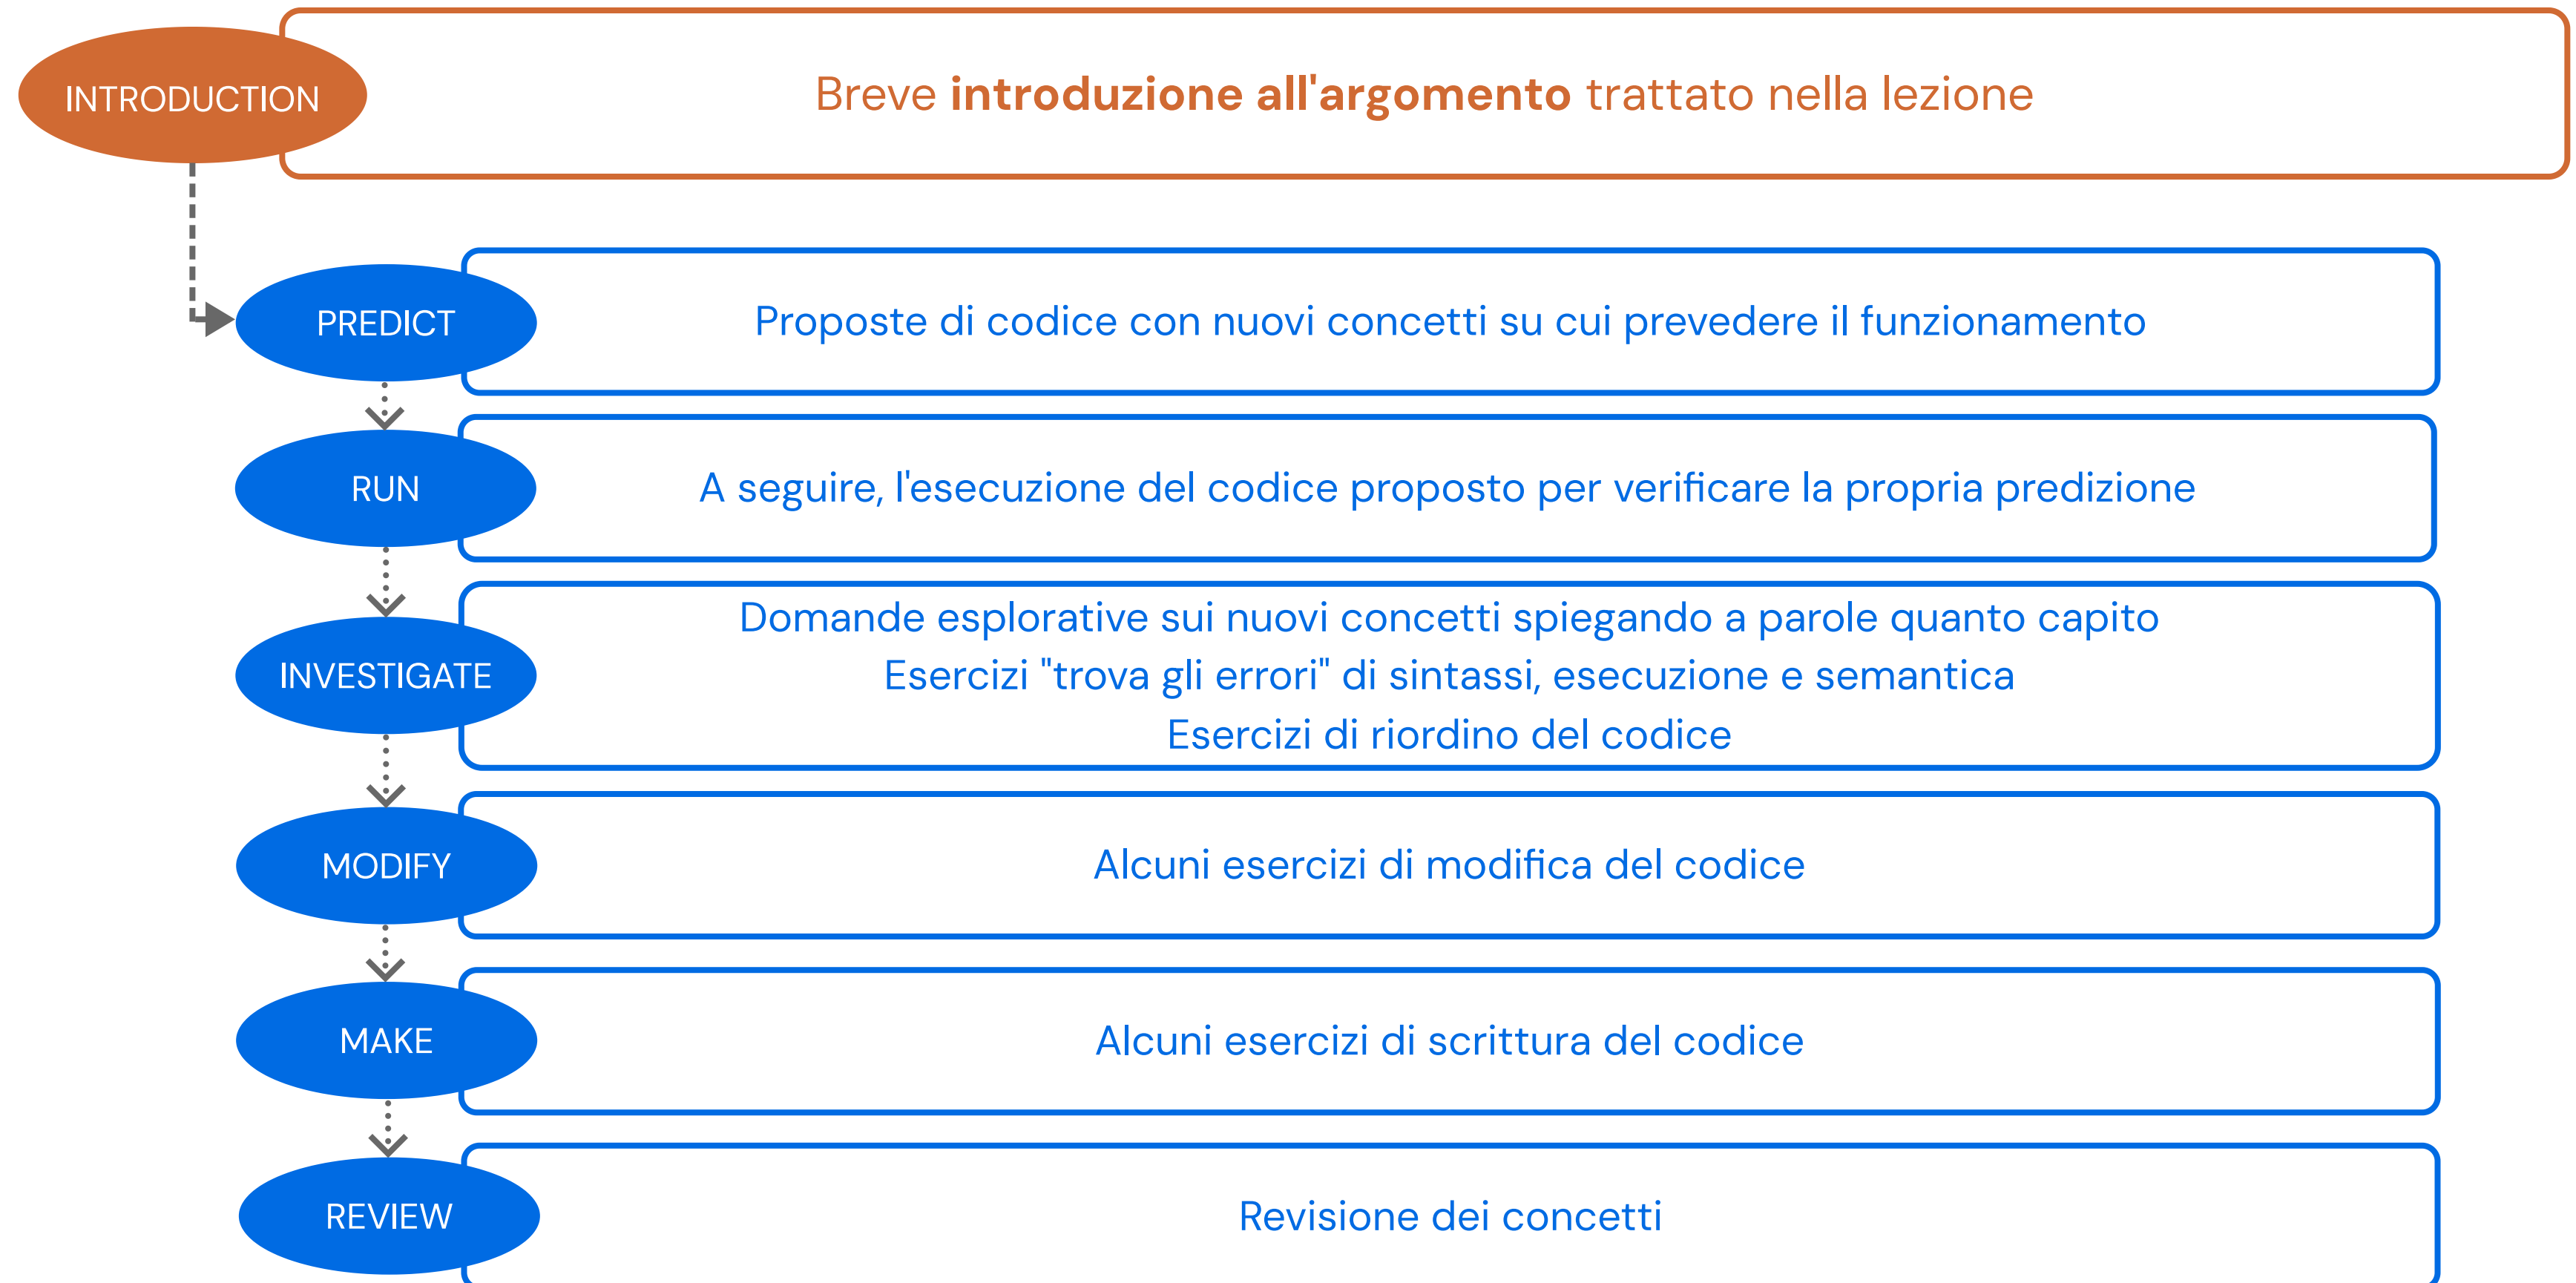 INTRODUCTION
Breve introduzione all'argomento trattato nella lezione
PREDICT
Proposte di codice con nuovi concetti su cui prevedere il funzionamento
RUN
A seguire, l'esecuzione del codice proposto per verificare la propria predizione
INVESTIGATE
Domande esplorative sui nuovi concetti spiegando a parole quanto capito
Esercizi "trova gli errori" di sintassi, esecuzione e semantica
Esercizi di riordino del codice
MODIFY
Alcuni esercizi di modifica del codice
MAKE
Alcuni esercizi di scrittura del codice
REVIEW
Revisione dei concetti